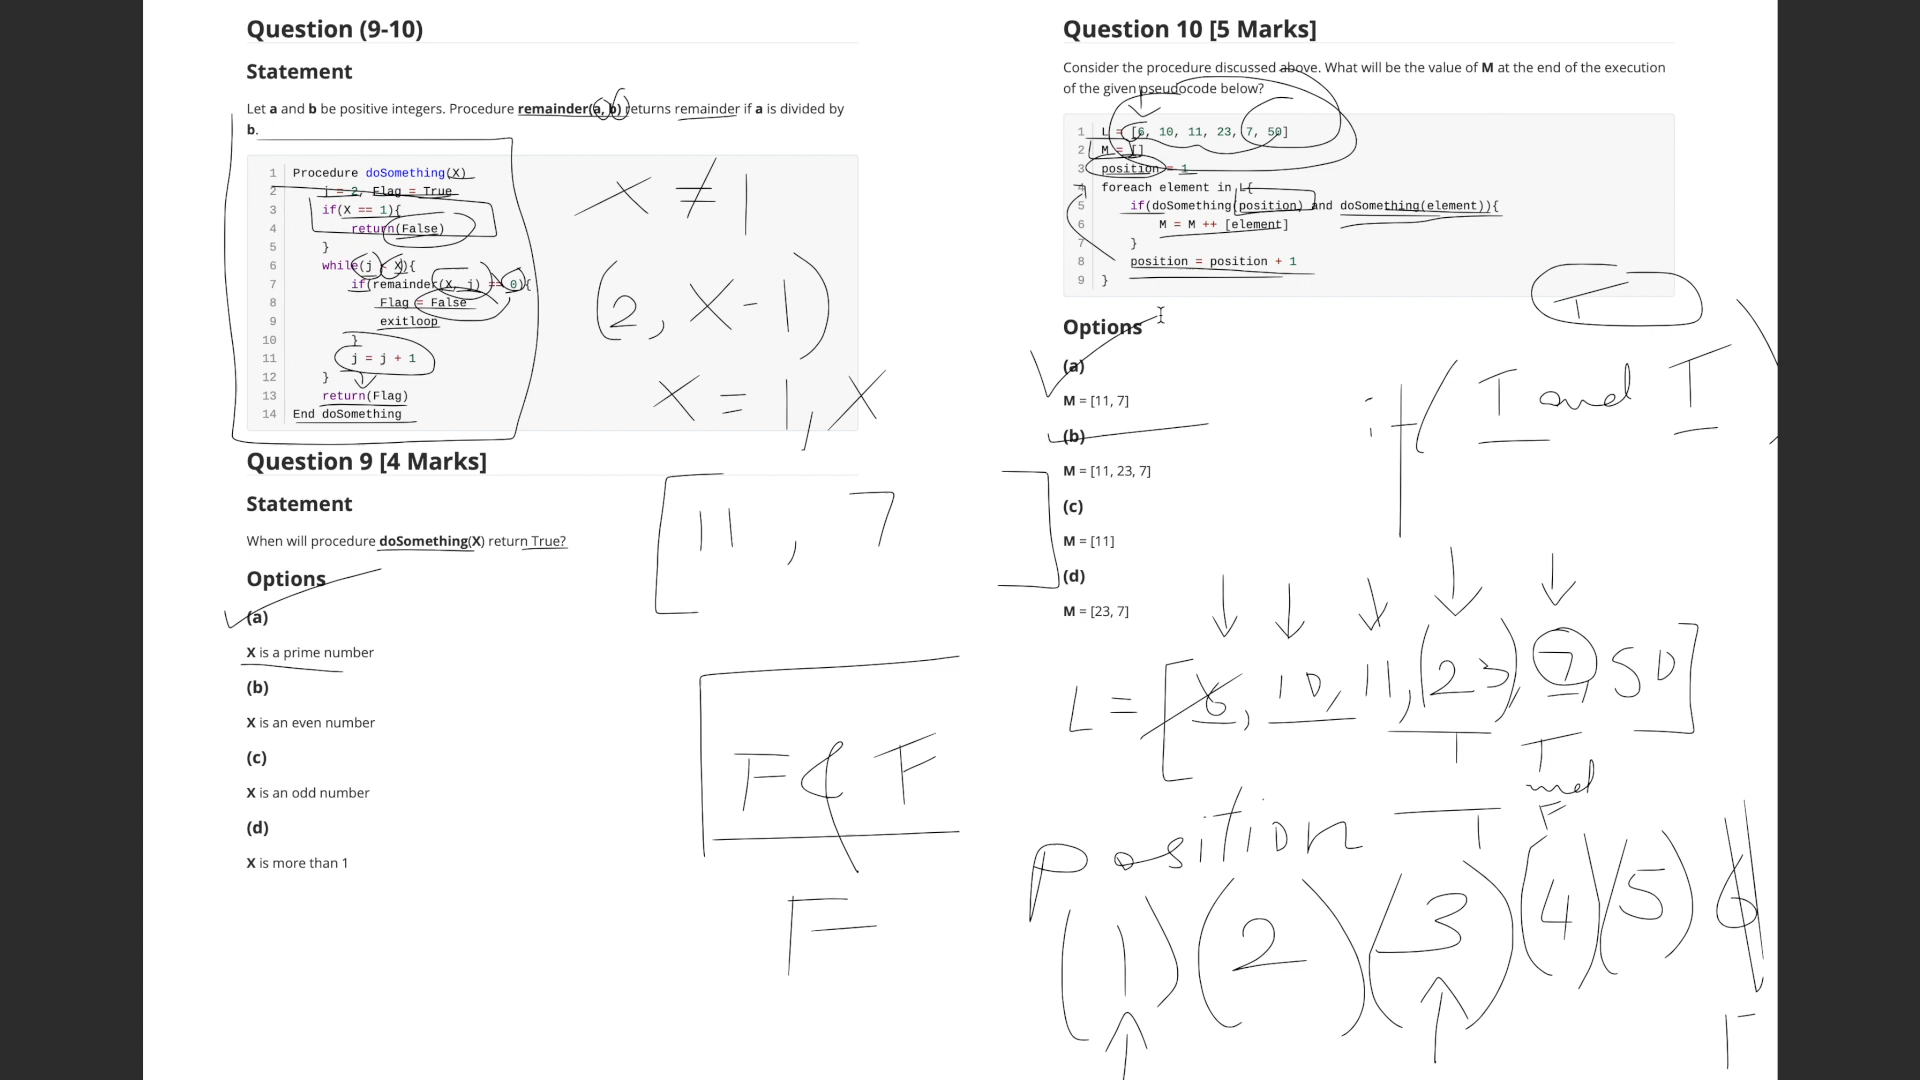 Question (9-10)
Statement
Let a and b be positive integers. Procedure remainder(a, b) returns remainder if a is divided by
b.
1 Procedure doSomething(X)
2 j = 2, Flag = True
3 if(X == 1){
4 return(False)
5 }
6 while(j < X){
7 if(remainder(X, j) == 0){
8 Flag = False
9 exitloop
10 }
11 j = j + 1
12 }
13 return(Flag)
14 End doSomething
X ≠ 1
(2, X-1)
X = 1, X
Question 9 [4 Marks]
Statement
When will procedure doSomething(X) return True?
Options
(a)
X is a prime number
(b)
X is an even number
(c)
X is an odd number
(d)
X is more than 1
[11, 7]
F & F
F
Question 10 [5 Marks]
Consider the procedure discussed above. What will be the value of M at the end of the execution
of the given pseudocode below?
1 L = [6, 10, 11, 23, 7, 50]
2 M = []
3 position = 1
4 foreach element in L{
5 if(doSomething(position) and doSomething(element)){
6 M = M ++ [element]
7 }
8 position = position + 1
9 }
Options
(a)
M = [11, 7]
(b)
M = [11, 23, 7]
(c)
M = [11]
(d)
M = [23, 7]
T
if(T and T)
L = [6, 10, 11, (23), 7, 50]
T T
and
F
position T
(1) (2) (3) (4) (5) 6
F